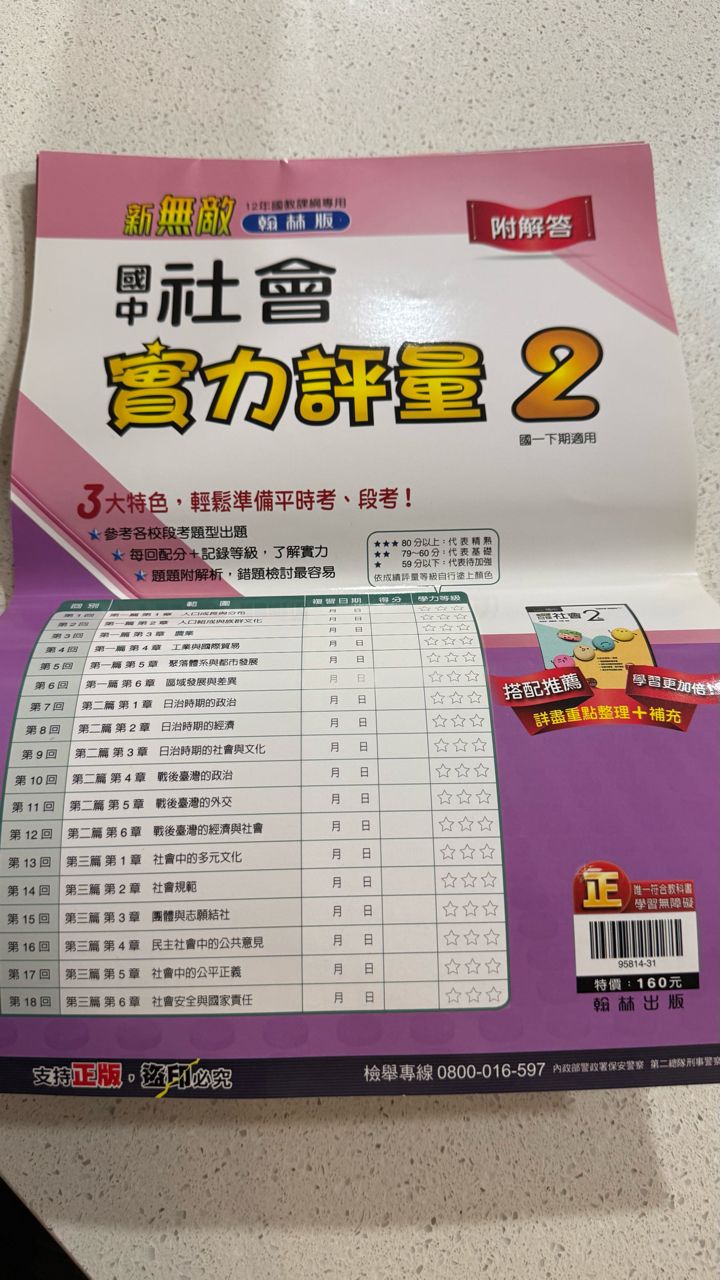 新無敵 12年國教課綱專用
翰林版
附解答
國中 社會
實力評量 2
國一下期適用
3大特色，輕鬆準備平時考、段考！
★參考各校段考題型出題
★每回配分＋記錄等級，了解實力
★題題附解析，錯題檢討最容易
★★★ 80分以上：代表精熟
★★ 79～60分：代表基礎
★ 59分以下：代表待加強
依成績評量等級自行塗上顏色
回別 範圍 複習日期 得分 學力等級
第1回 第一篇 第1章 人口成長與分布 月 日 ☆☆☆
第2回 第一篇 第2章 人口組成與族群文化 月 日 ☆☆☆
第3回 第一篇 第3章 農業 月 日 ☆☆☆
第4回 第一篇 第4章 工業與國際貿易 月 日 ☆☆☆
第5回 第一篇 第5章 聚落體系與都市發展 月 日 ☆☆☆
第6回 第一篇 第6章 區域發展與差異 月 日 ☆☆☆
第7回 第二篇 第1章 日治時期的政治 月 日 ☆☆☆
第8回 第二篇 第2章 日治時期的經濟 月 日 ☆☆☆
第9回 第二篇 第3章 日治時期的社會與文化 月 日 ☆☆☆
第10回 第二篇 第4章 戰後臺灣的政治 月 日 ☆☆☆
第11回 第二篇 第5章 戰後臺灣的外交 月 日 ☆☆☆
第12回 第二篇 第6章 戰後臺灣的經濟與社會 月 日 ☆☆☆
第13回 第三篇 第1章 社會中的多元文化 月 日 ☆☆☆
第14回 第三篇 第2章 社會規範 月 日 ☆☆☆
第15回 第三篇 第3章 團體與志願結社 月 日 ☆☆☆
第16回 第三篇 第4章 民主社會中的公共意見 月 日 ☆☆☆
第17回 第三篇 第5章 社會中的公平正義 月 日 ☆☆☆
第18回 第三篇 第6章 社會安全與國家責任 月 日 ☆☆☆
社會2
搭配推薦 學習更加倍！
詳盡重點整理＋補充
正 唯一符合教科書
學習無障礙
95814-31
特價：160元
翰林出版
支持正版，盜印必究
檢舉專線 0800-016-597 內政部警政署保安警察 第二總隊刑事警察